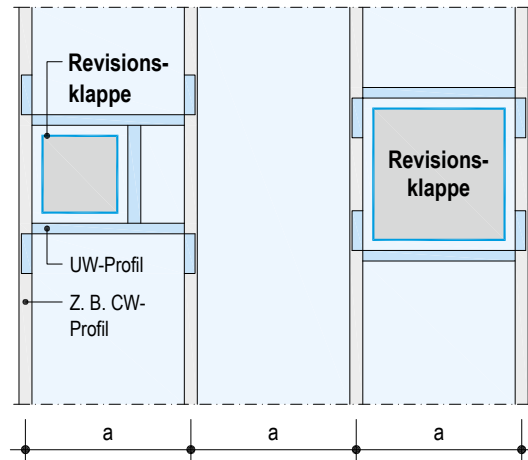 Revisions-
klappe
Revisions-
klappe
UW-Profil
Z. B. CW-
Profil
a
a
a